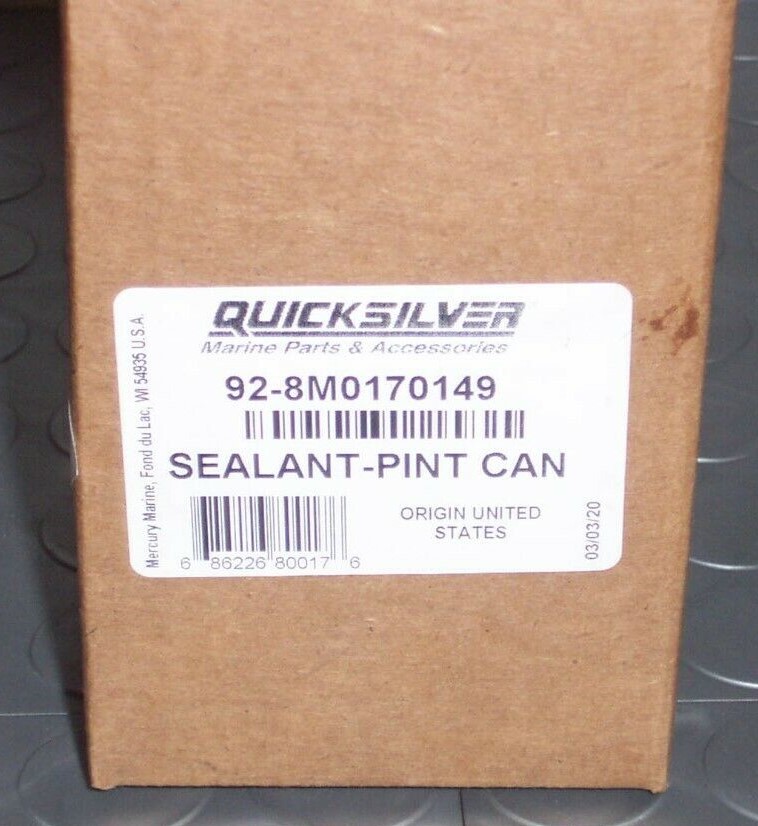 QUICKSILVER
Marine Parts & Accessories
92-8M0170149
SEALANT-PINT CAN
6 86226 80017 6
ORIGIN UNITED
STATES
03/03/20
Mercury Marine, Fond du Lac, WI 54935 U.S.A.